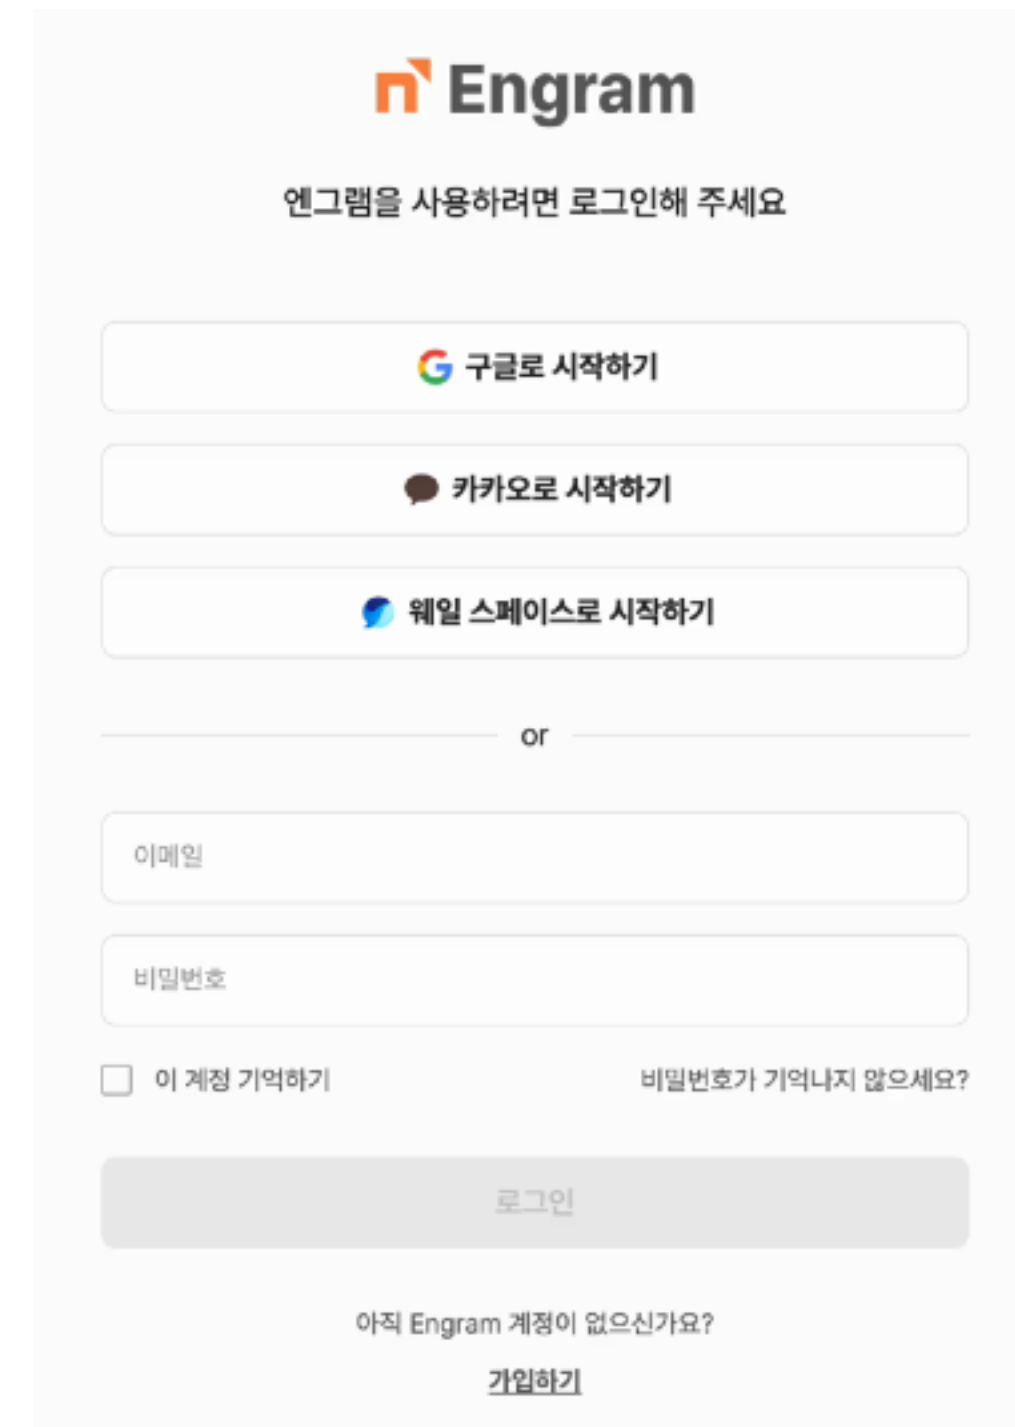 Engram
엔그램을 사용하려면 로그인해 주세요
구글로 시작하기
카카오로 시작하기
웨일 스페이스로 시작하기
or
이메일
비밀번호
이 계정 기억하기 비밀번호가 기억나지 않으세요?
로그인
아직 Engram 계정이 없으신가요?
가입하기